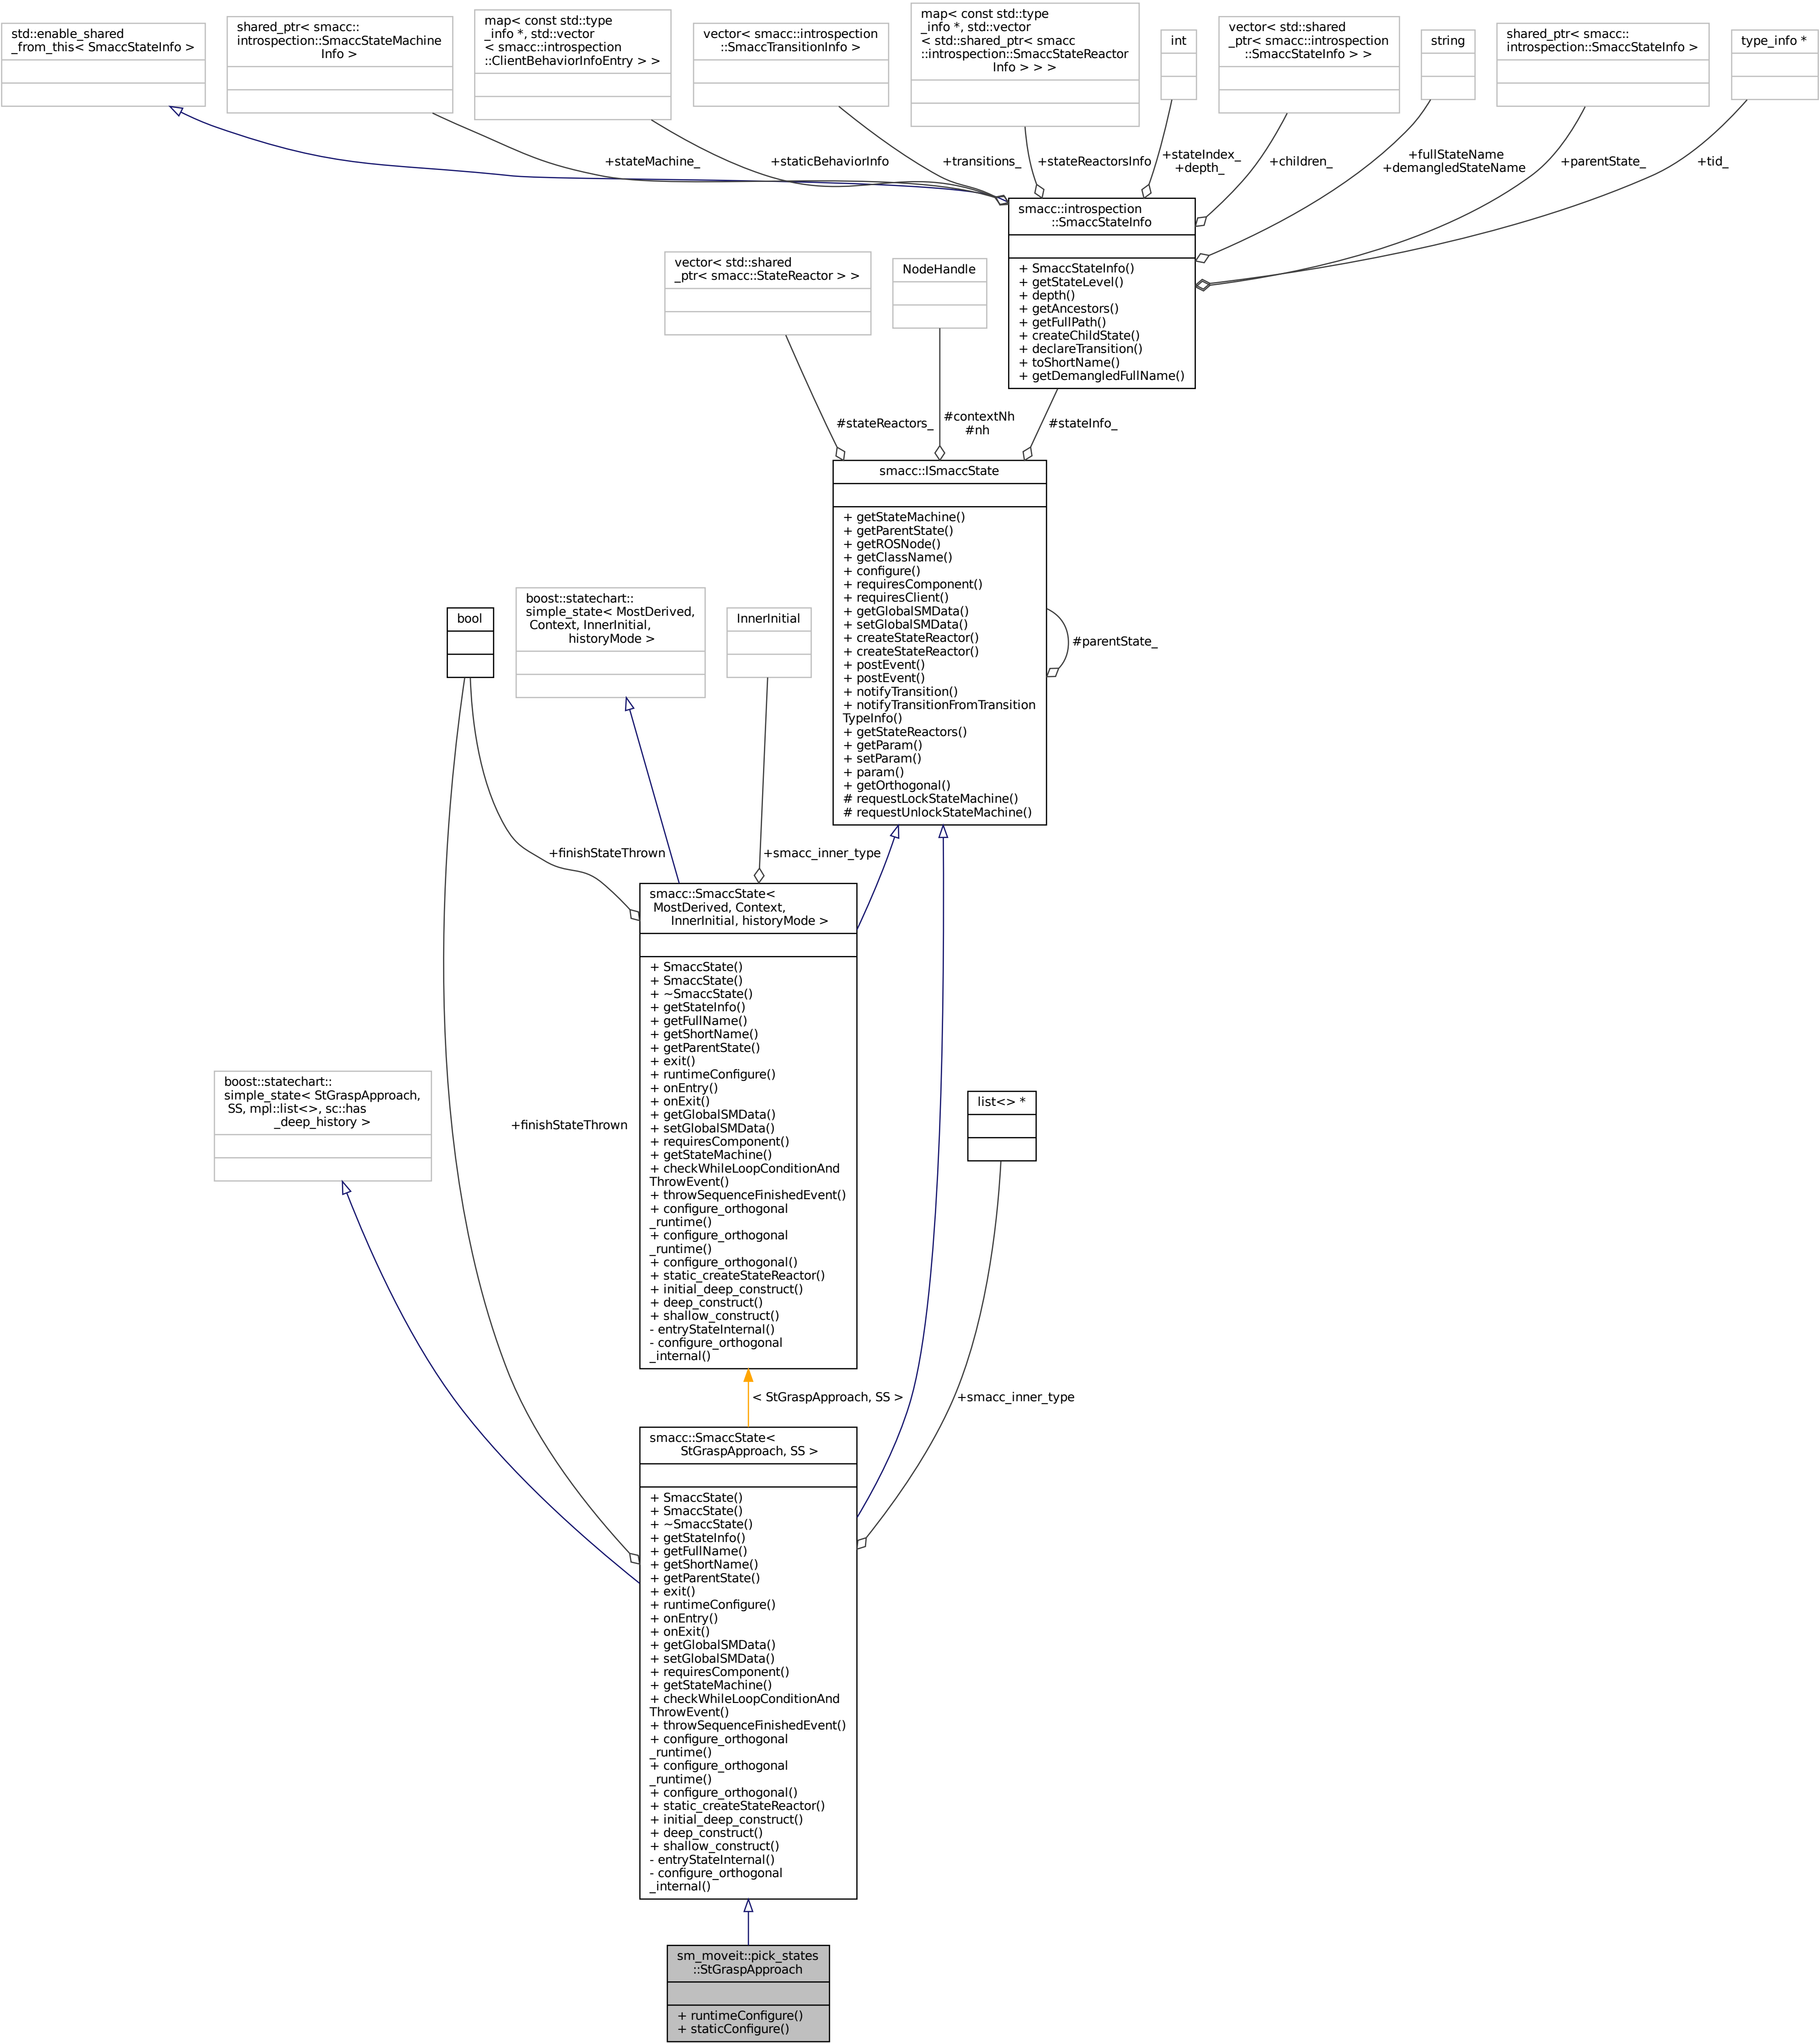 std::enable_shared
_from_this< SmaccStateInfo >
shared_ptr< smacc::
introspection::SmaccStateMachine
Info >
map< const std::type
_info *, std::vector
< smacc::introspection
::ClientBehaviorInfoEntry > >
vector< smacc::introspection
::SmaccTransitionInfo >
map< const std::type
_info *, std::vector
< std::shared_ptr< smacc
::introspection::SmaccStateReactor
Info > > >
int
vector< std::shared
_ptr< smacc::introspection
::SmaccStateInfo > >
string
shared_ptr< smacc::
introspection::SmaccStateInfo >
type_info *
+stateMachine_
+staticBehaviorInfo
+transitions_
+stateReactorsInfo
+stateIndex_
+depth_
+children_
+fullStateName
+demangledStateName
+parentState_
+tid_
smacc::introspection
::SmaccStateInfo
+ SmaccStateInfo()
+ getStateLevel()
+ depth()
+ getAncestors()
+ getFullPath()
+ createChildState()
+ declareTransition()
+ toShortName()
+ getDemangledFullName()
vector< std::shared
_ptr< smacc::StateReactor > >
NodeHandle
#stateReactors_
#contextNh
#nh
#stateInfo_
smacc::ISmaccState
+ getStateMachine()
+ getParentState()
+ getROSNode()
+ getClassName()
+ configure()
+ requiresComponent()
+ requiresClient()
+ getGlobalSMData()
+ setGlobalSMData()
+ createStateReactor()
+ createStateReactor()
+ postEvent()
+ postEvent()
+ notifyTransition()
+ notifyTransitionFromTransition
TypeInfo()
+ getStateReactors()
+ getParam()
+ setParam()
+ param()
+ getOrthogonal()
# requestLockStateMachine()
# requestUnlockStateMachine()
#parentState_
bool
boost::statechart::
simple_state< MostDerived,
Context, InnerInitial,
historyMode >
InnerInitial
+finishStateThrown
+smacc_inner_type
smacc::SmaccState<
MostDerived, Context,
InnerInitial, historyMode >
+ SmaccState()
+ SmaccState()
+ ~SmaccState()
+ getStateInfo()
+ getFullName()
+ getShortName()
+ getParentState()
+ exit()
+ runtimeConfigure()
+ onEntry()
+ onExit()
+ getGlobalSMData()
+ setGlobalSMData()
+ requiresComponent()
+ getStateMachine()
+ checkWhileLoopConditionAnd
ThrowEvent()
+ throwSequenceFinishedEvent()
+ configure_orthogonal
_runtime()
+ configure_orthogonal
_runtime()
+ configure_orthogonal()
+ static_createStateReactor()
+ initial_deep_construct()
+ deep_construct()
+ shallow_construct()
- entryStateInternal()
- configure_orthogonal
_internal()
boost::statechart::
simple_state< StGraspApproach,
SS, mpl::list<>, sc::has
_deep_history >
+finishStateThrown
list<> *
< StGraspApproach, SS >
+smacc_inner_type
smacc::SmaccState<
StGraspApproach, SS >
+ SmaccState()
+ SmaccState()
+ ~SmaccState()
+ getStateInfo()
+ getFullName()
+ getShortName()
+ getParentState()
+ exit()
+ runtimeConfigure()
+ onEntry()
+ onExit()
+ getGlobalSMData()
+ setGlobalSMData()
+ requiresComponent()
+ getStateMachine()
+ checkWhileLoopConditionAnd
ThrowEvent()
+ throwSequenceFinishedEvent()
+ configure_orthogonal
_runtime()
+ configure_orthogonal
_runtime()
+ configure_orthogonal()
+ static_createStateReactor()
+ initial_deep_construct()
+ deep_construct()
+ shallow_construct()
- entryStateInternal()
- configure_orthogonal
_internal()
sm_moveit::pick_states
::StGraspApproach
+ runtimeConfigure()
+ staticConfigure()